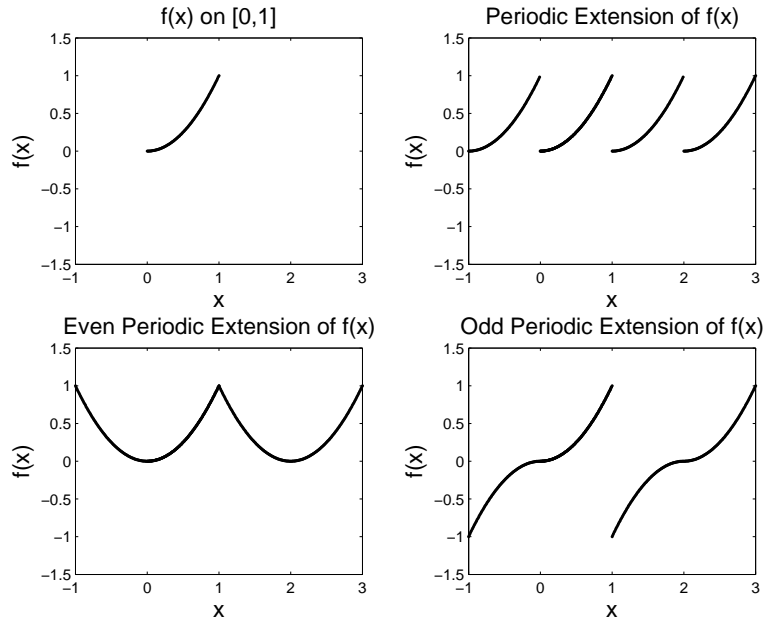 f(x) on [0,1]
1.5
1
0.5
0
−0.5
−1
−1.5
f(x)
−1 0 1 2 3
x
Periodic Extension of f(x)
1.5
1
0.5
0
−0.5
−1
−1.5
f(x)
−1 0 1 2 3
x
Even Periodic Extension of f(x)
1.5
1
0.5
0
−0.5
−1
−1.5
f(x)
−1 0 1 2 3
x
Odd Periodic Extension of f(x)
1.5
1
0.5
0
−0.5
−1
−1.5
f(x)
−1 0 1 2 3
x